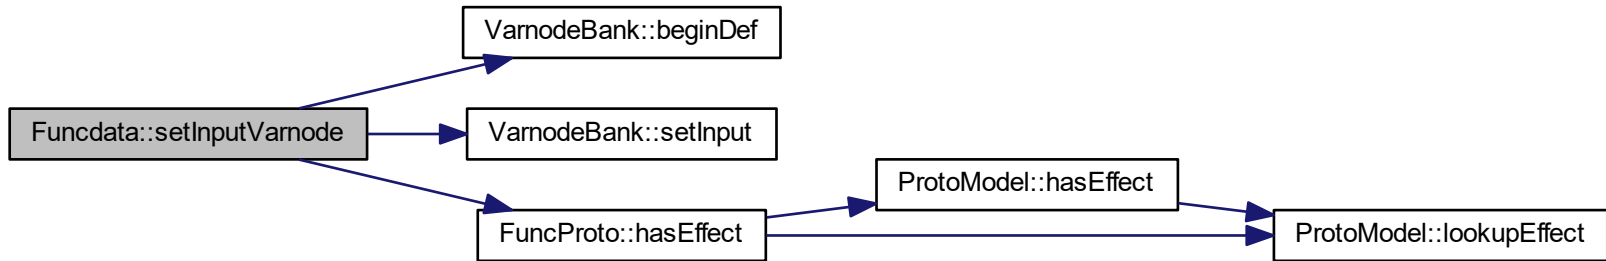 VarnodeBank::beginDef
Funcdata::setInputVarnode
VarnodeBank::setInput
ProtoModel::hasEffect
FuncProto::hasEffect
ProtoModel::lookupEffect